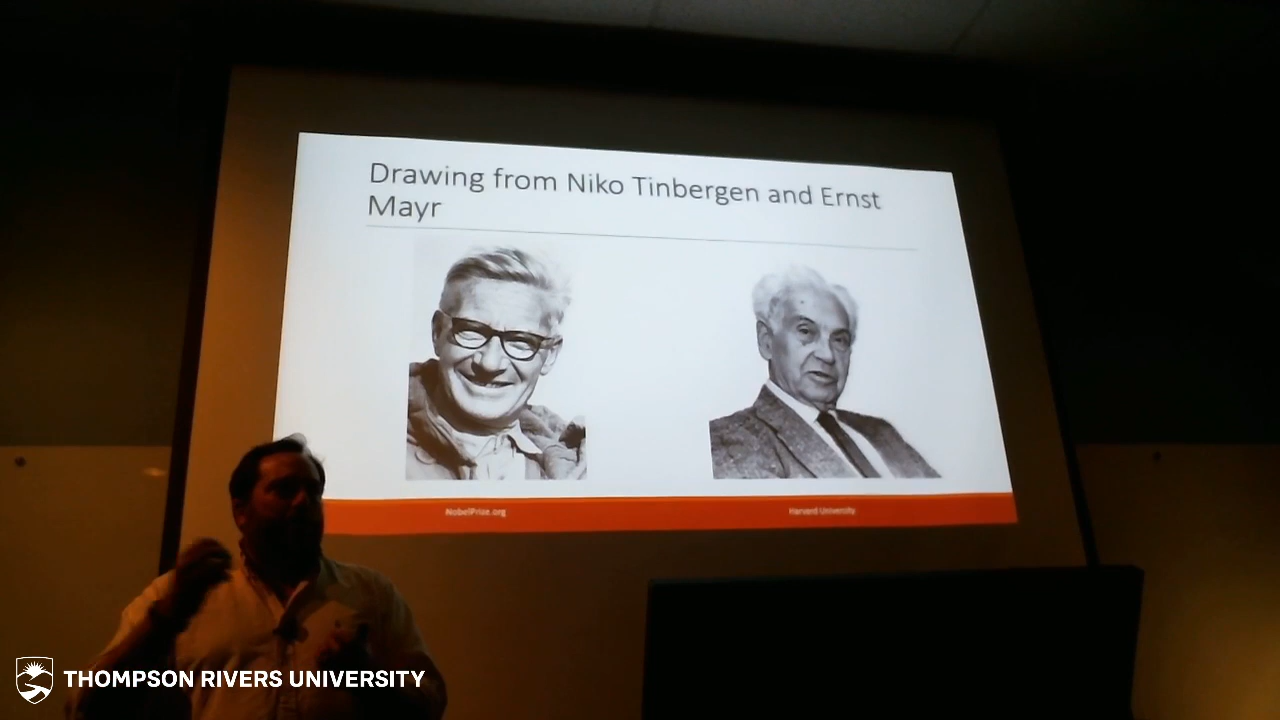 Drawing from Niko Tinbergen and Ernst
Mayr
NobelPrize.org
Harvard University
THOMPSON RIVERS UNIVERSITY